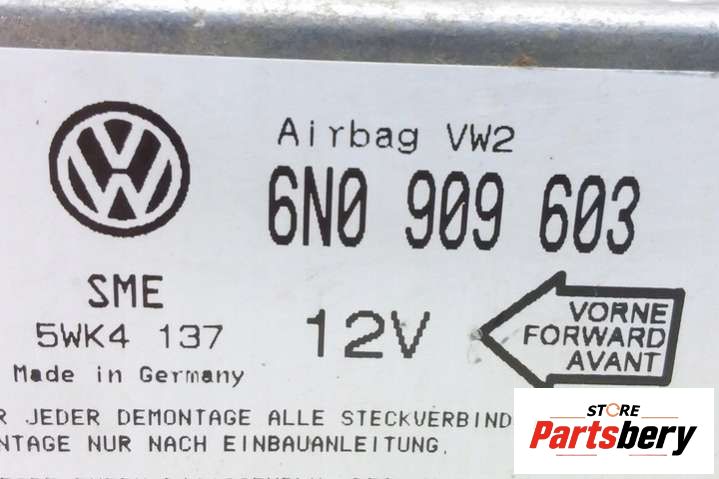 Airbag VW2
6N0 909 603
SME
5WK4 137
12V
VORNE
FORWARD
AVANT
Made in Germany
R JEDER DEMONTAGE ALLE STECKVERBIND
NTAGE NUR NACH EINBAUANLEITUNG.
STORE
Partsbery